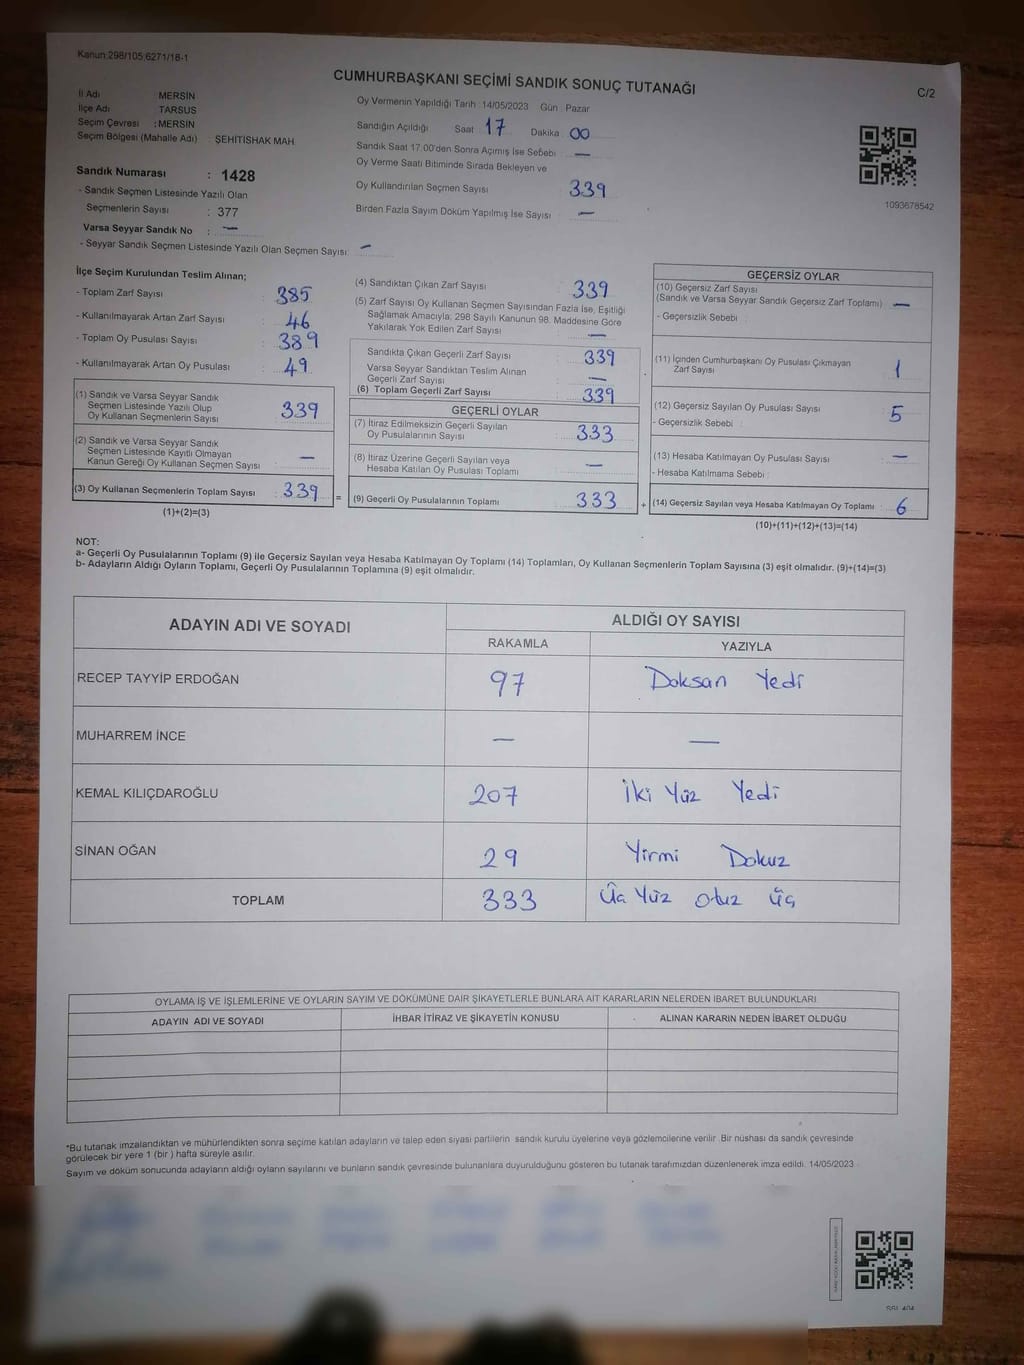 Kanun:298/105;6271/18-1
CUMHURBAŞKANI SEÇİMİ SANDIK SONUÇ TUTANAĞI
C/2
İl Adı : MERSİN
İlçe Adı : TARSUS
Seçim Çevresi : MERSİN
Seçim Bölgesi (Mahalle Adı) : ŞEHİTİSHAK MAH
Sandık Numarası : 1428
- Sandık Seçmen Listesinde Yazılı Olan
Seçmenlerin Sayısı : 377
Varsa Seyyar Sandık No : —
- Seyyar Sandık Seçmen Listesinde Yazılı Olan Seçmen Sayısı: —
Oy Vermenin Yapıldığı Tarih :14/05/2023 Gün : Pazar
Sandığın Açıldığı Saat 17 Dakika : 00
Sandık Saat 17.00'den Sonra Açımış İse Sebebi : —
Oy Verme Saati Bitiminde Sırada Bekleyen ve
Oy Kullandırılan Seçmen Sayısı 339
Birden Fazla Sayım Döküm Yapılmış İse Sayısı : —
1093678542
İlçe Seçim Kurulundan Teslim Alınan;
- Toplam Zarf Sayısı : 385
- Kullanılmayarak Artan Zarf Sayısı : 46
- Toplam Oy Pusulası Sayısı : 389
- Kullanılmayarak Artan Oy Pusulası : 49
(1) Sandık ve Varsa Seyyar Sandık
Seçmen Listesinde Yazılı Olup
Oy Kullanan Seçmenlerin Sayısı : 339
(2) Sandık ve Varsa Seyyar Sandık
Seçmen Listesinde Kayıtlı Olmayan
Kanun Gereği Oy Kullanan Seçmen Sayısı : —
(3) Oy Kullanan Seçmenlerin Toplam Sayısı : 339 =
(1)+(2)=(3)
(4) Sandıktan Çıkan Zarf Sayısı : 339
(5) Zarf Sayısı Oy Kullanan Seçmen Sayısından Fazla İse, Eşitliği
Sağlamak Amacıyla; 298 Sayılı Kanunun 98. Maddesine Göre
Yakılarak Yok Edilen Zarf Sayısı : —
Sandıkta Çıkan Geçerli Zarf Sayısı : 339
Varsa Seyyar Sandıktan Teslim Alınan
Geçerli Zarf Sayısı : —
(6) Toplam Geçerli Zarf Sayısı : 339
GEÇERLİ OYLAR
(7) İtiraz Edilmeksizin Geçerli Sayılan
Oy Pusulalarının Sayısı : 333
(8) İtiraz Üzerine Geçerli Sayılan veya
Hesaba Katılan Oy Pusulası Toplamı : —
(9) Geçerli Oy Pusulalarının Toplamı : 333 +
GEÇERSİZ OYLAR
(10) Geçersiz Zarf Sayısı
(Sandık ve Varsa Seyyar Sandık Geçersiz Zarf Toplamı) : —
- Geçersizlik Sebebi :
(11) İçinden Cumhurbaşkanı Oy Pusulası Çıkmayan
Zarf Sayısı : 1
(12) Geçersiz Sayılan Oy Pusulası Sayısı : 5
- Geçersizlik Sebebi :
(13) Hesaba Katılmayan Oy Pusulası Sayısı : —
- Hesaba Katılmama Sebebi :
(14) Geçersiz Sayılan veya Hesaba Katılmayan Oy Toplamı : 6
(10)+(11)+(12)+(13)=(14)
NOT:
a- Geçerli Oy Pusulalarının Toplamı (9) ile Geçersiz Sayılan veya Hesaba Katılmayan Oy Toplamı (14) Toplamları, Oy Kullanan Seçmenlerin Toplam Sayısına (3) eşit olmalıdır. (9)+(14)=(3)
b- Adayların Aldığı Oyların Toplamı, Geçerli Oy Pusulalarının Toplamına (9) eşit olmalıdır.
ADAYIN ADI VE SOYADI
ALDIĞI OY SAYISI
RAKAMLA YAZIYLA
RECEP TAYYİP ERDOĞAN 97 Doksan Yedi
MUHARREM İNCE — —
KEMAL KILIÇDAROĞLU 207 İki Yüz Yedi
SİNAN OĞAN 29 Yirmi Dokuz
TOPLAM 333 Üç Yüz otuz üç
OYLAMA İŞ VE İŞLEMLERİNE VE OYLARIN SAYIM VE DÖKÜMÜNE DAİR ŞİKAYETLERLE BUNLARA AİT KARARLARIN NELERDEN İBARET BULUNDUKLARI
ADAYIN ADI VE SOYADI İHBAR İTİRAZ VE ŞİKAYETİN KONUSU ALINAN KARARIN NEDEN İBARET OLDUĞU
*Bu tutanak imzalandıktan ve mühürlendikten sonra seçime katılan adayların ve talep eden siyasi partilerin sandık kurulu üyelerine veya gözlemcilerine verilir .Bir nüshası da sandık çevresinde
görülecek bir yere 1 (bir ) hafta süreyle asılır.
Sayım ve döküm sonucunda adayların aldığı oyların sayılarını ve bunların sandık çevresinde bulunanlara duyurulduğunu gösteren bu tutanak tarafımızdan düzenlenerek imza edildi. 14/05/2023